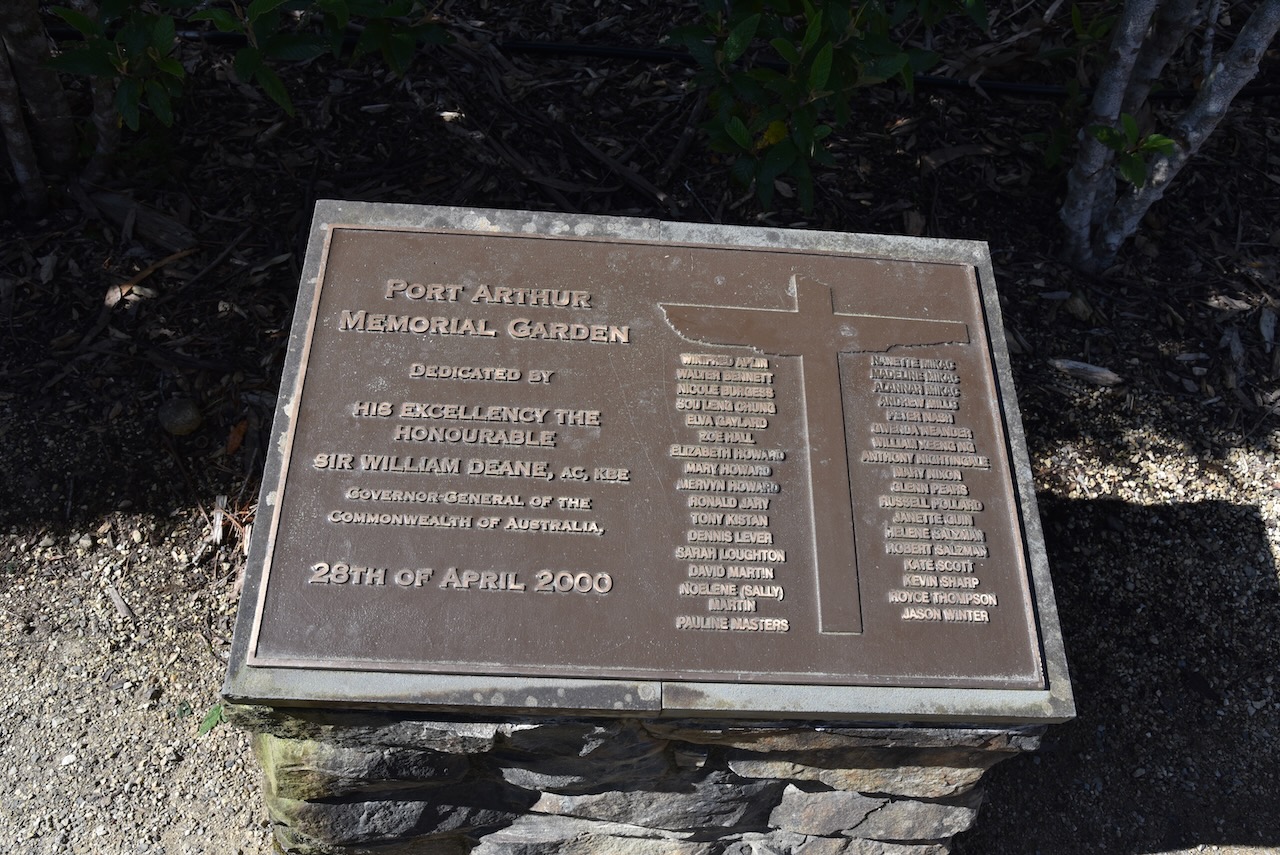 PORT ARTHUR
MEMORIAL GARDEN
DEDICATED BY
HIS EXCELLENCY THE
HONOURABLE
SIR WILLIAM DEANE, AC, KBE
GOVERNOR-GENERAL OF THE
COMMONWEALTH OF AUSTRALIA,
28TH OF APRIL 2000
WINIFRED APLIN
WALTER BENNETT
NICOLE BURGESS
SOU LENG CHUNG
ELVA GAYLARD
ZOE HALL
ELIZABETH HOWARD
MARY HOWARD
MERVYN HOWARD
RONALD JARY
TONY KISTAN
DENNIS LEVER
SARAH LOUGHTON
DAVID MARTIN
NOELENE (SALLY)
MARTIN
PAULINE MASTERS
NANETTE MIKAC
MADELINE MIKAC
ALANNAH MIKAC
ANDREW MILLS
PETER NASH
GWENDA NEANDER
WILLIAM XEENG NG
ANTHONY NIGHTINGALE
MARY NIXON
GLENN PEARS
RUSSELL POLLARD
JANETTE QUIN
HELENE SALZMAN
ROBERT SALZMAN
KATE SCOTT
KEVIN SHARP
ROYCE THOMPSON
JASON WINTER